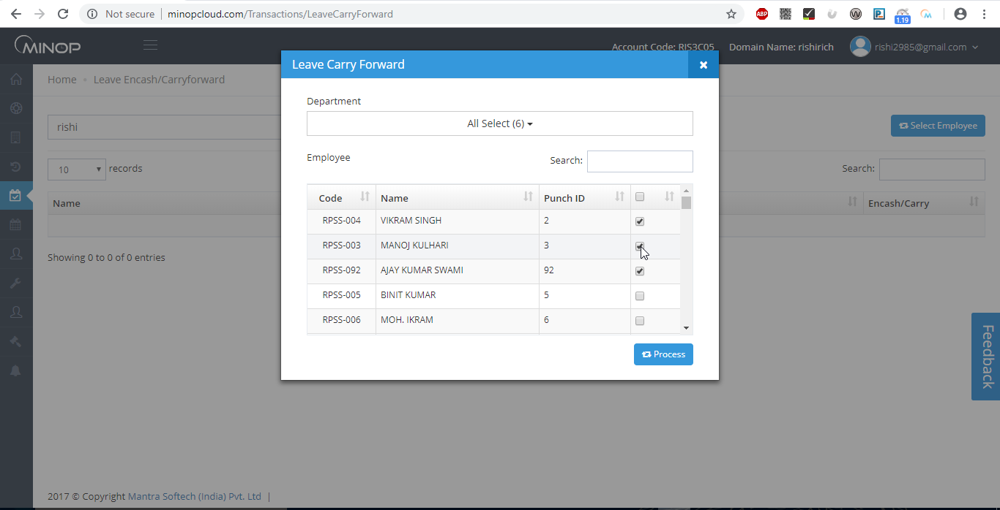 Not secure | minopcloud.com/Transactions/LeaveCarryForward
ABP
1.19
MINOP
Account Code: RIS3C05 Domain Name: rishirich rishi2985@gmail.com
Leave Carry Forward
Home • Leave Encash/Carryforward
Department
rishi
All Select (6)
Select Employee
Employee
Search:
10 records
Search:
Code Name Punch ID
Name
Encash/Carry
RPSS-004 VIKRAM SINGH 2
RPSS-003 MANOJ KULHARI 3
Showing 0 to 0 of 0 entries
RPSS-092 AJAY KUMAR SWAMI 92
RPSS-005 BINIT KUMAR 5
RPSS-006 MOH. IKRAM 6
Process
Feedback
2017 © Copyright Mantra Softech (India) Pvt. Ltd |